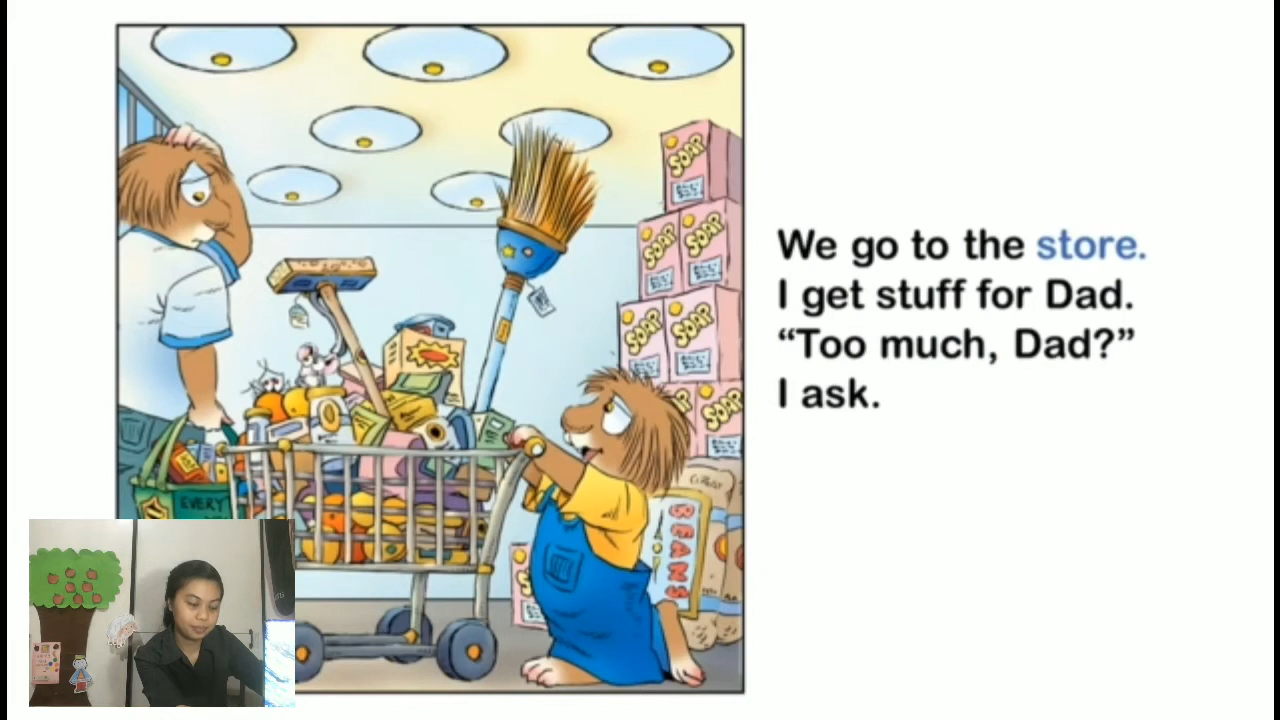 We go to the store.
I get stuff for Dad.
“Too much, Dad?”
I ask.
SOAP
SOAP
SOAP
SOAP
SOAP
SOAP
EVERY
BEANS